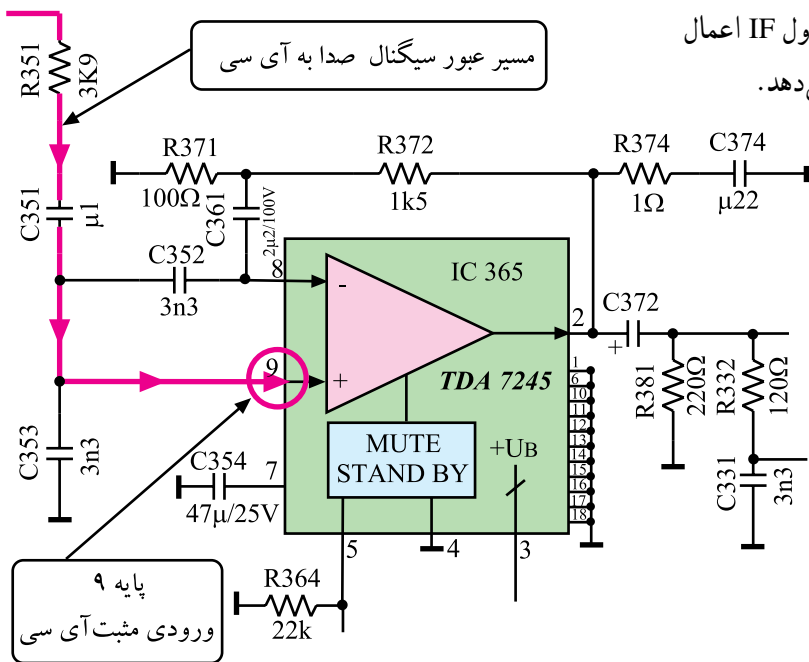 ول IF اعمال
ی‌دهد.
مسیر عبور سیگنال صدا به آی سی
R351
3K9
C351
µ1
R371
100Ω
C361
2µ2/100V
R372
1k5
R374
1Ω
C374
µ22
C352
3n3
8
-
IC 365
2
C372
+
9
+
TDA 7245
1
6
10
11
12
13
14
15
16
17
18
R381
220Ω
R332
120Ω
C353
3n3
C354
47µ/25V
7
MUTE
STAND BY
+UB
C331
3n3
5
4
3
R364
22k
پایه ۹
ورودی مثبت آی سی